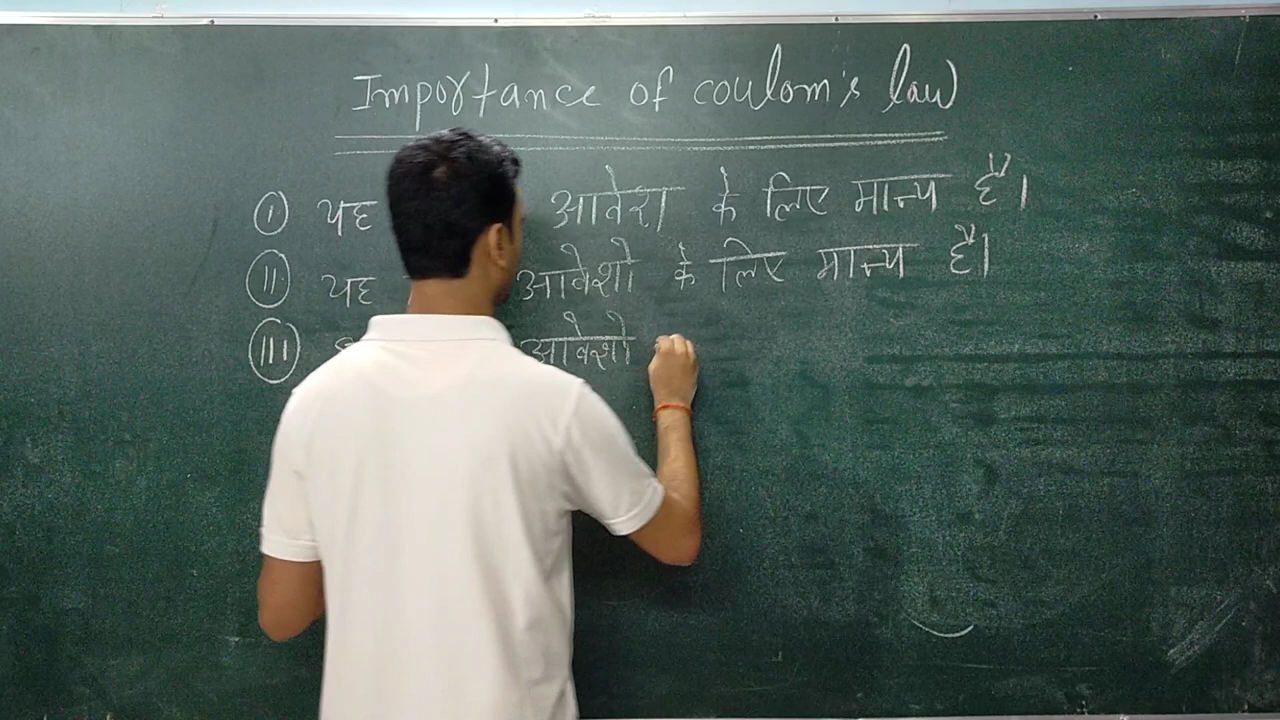 Importance of coulom's law
(I) यह आवेश के लिए मान्य हैं।
(II) यह आवेशो के लिए मान्य हैं।
(III) आवेशो